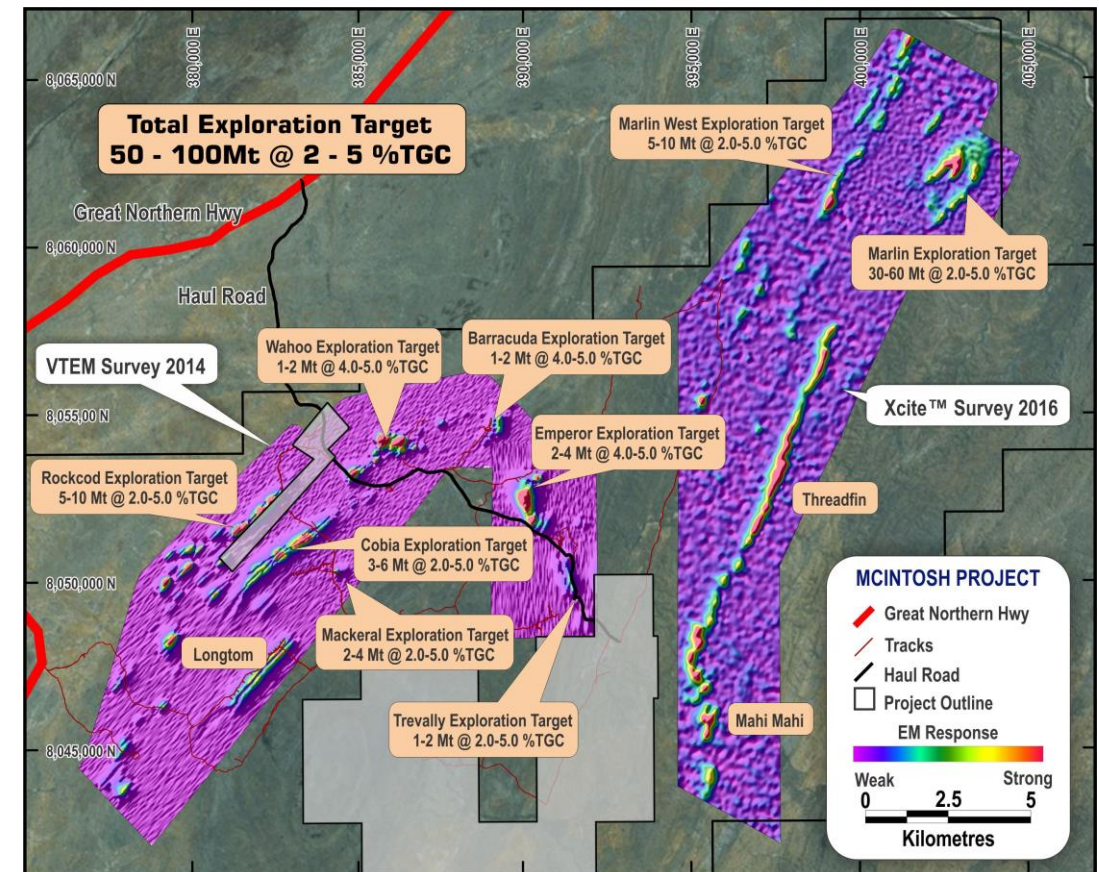 380,000 E
385,000 E
390,000 E
395,000 E
400,000 E
405,000 E
8,065,000 N
Total Exploration Target
50 - 100Mt @ 2 - 5 %TGC
Marlin West Exploration Target
5-10 Mt @ 2.0-5.0 %TGC
Great Northern Hwy
8,060,000 N
Marlin Exploration Target
30-60 Mt @ 2.0-5.0 %TGC
Haul Road
Wahoo Exploration Target
1-2 Mt @ 4.0-5.0 %TGC
Barracuda Exploration Target
1-2 Mt @ 4.0-5.0 %TGC
VTEM Survey 2014
8,055,00 N
Xcite™ Survey 2016
Emperor Exploration Target
2-4 Mt @ 4.0-5.0 %TGC
Rockcod Exploration Target
5-10 Mt @ 2.0-5.0 %TGC
Threadfin
Cobia Exploration Target
3-6 Mt @ 2.0-5.0 %TGC
8,050,000 N
Mackeral Exploration Target
2-4 Mt @ 2.0-5.0 %TGC
Longtom
Trevally Exploration Target
1-2 Mt @ 2.0-5.0 %TGC
Mahi Mahi
8,045,000 N
MCINTOSH PROJECT
Great Northern Hwy
Tracks
Haul Road
Project Outline
EM Response
Weak Strong
0 2.5 5
Kilometres